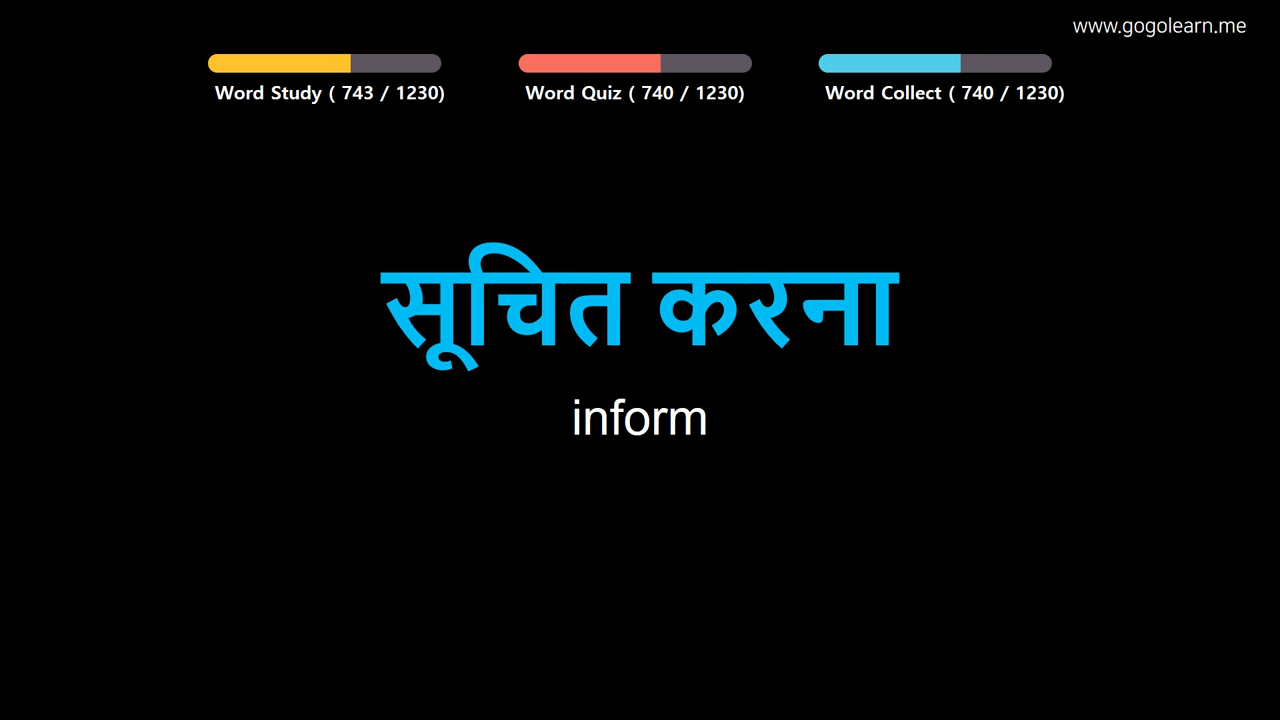 www.gogolearn.me
Word Study ( 743 / 1230)
Word Quiz ( 740 / 1230)
Word Collect ( 740 / 1230)
सूचित करना
inform